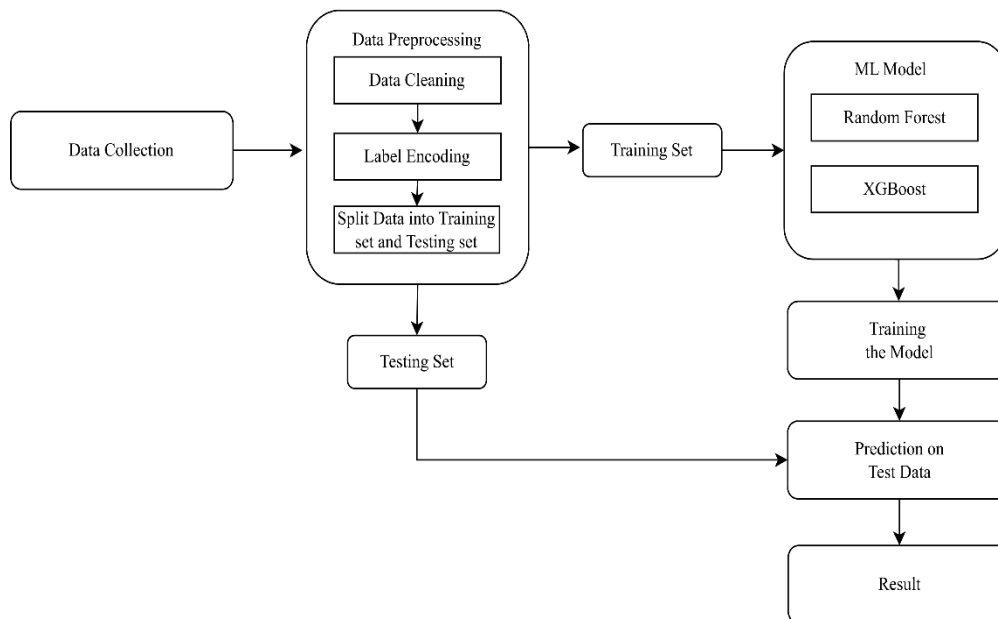 Data Preprocessing
Data Cleaning
Label Encoding
Split Data into Training
set and Testing set
Data Collection
Training Set
ML Model
Random Forest
XGBoost
Testing Set
Training
the Model
Prediction on
Test Data
Result